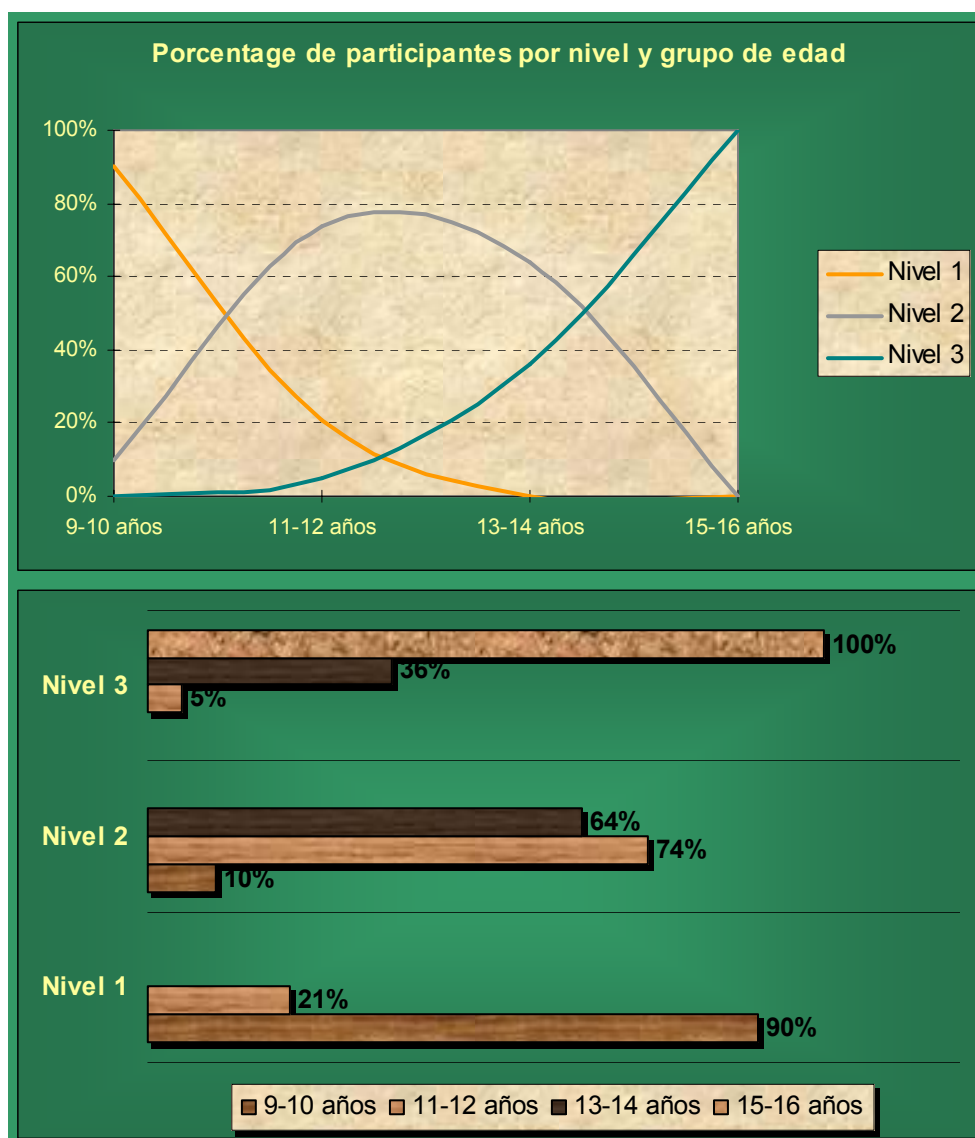 Porcentage de participantes por nivel y grupo de edad
100%
80%
60%
40%
20%
0%
9-10 años 11-12 años 13-14 años 15-16 años
Nivel 1
Nivel 2
Nivel 3
100%
36%
Nivel 3
5%
64%
Nivel 2
74%
10%
Nivel 1
21%
90%
9-10 años 11-12 años 13-14 años 15-16 años